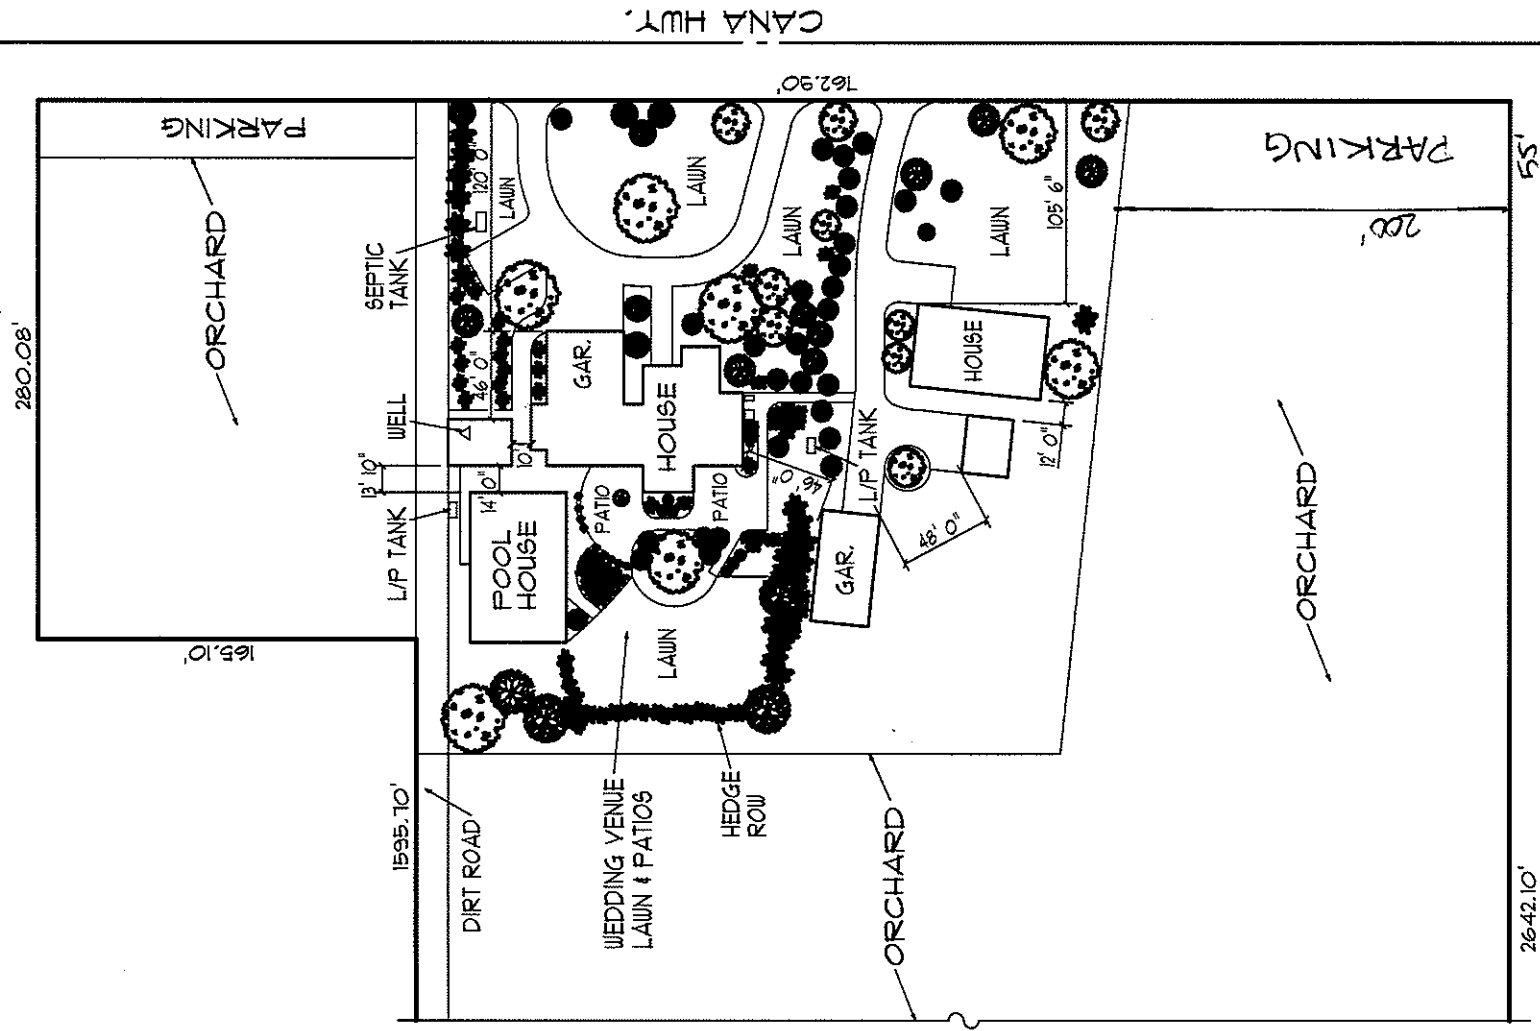 CANA HWY.
762.90'
PARKING
PARKING
55'
200'
280.08'
ORCHARD
SEPTIC
TANK
120' 0"
LAWN
LAWN
LAWN
LAWN
105' 6"
46' 0"
WELL
GAR.
HOUSE
HOUSE
13' 10"
14' 0"
10'
L/P TANK
POOL
HOUSE
PATIO
PATIO
46' 0"
L/P TANK
12' 0"
48' 0"
GAR.
LAWN
165.10'
1595.70'
DIRT ROAD
WEDDING VENUE
LAWN & PATIOS
HEDGE
ROW
ORCHARD
ORCHARD
2642.10'